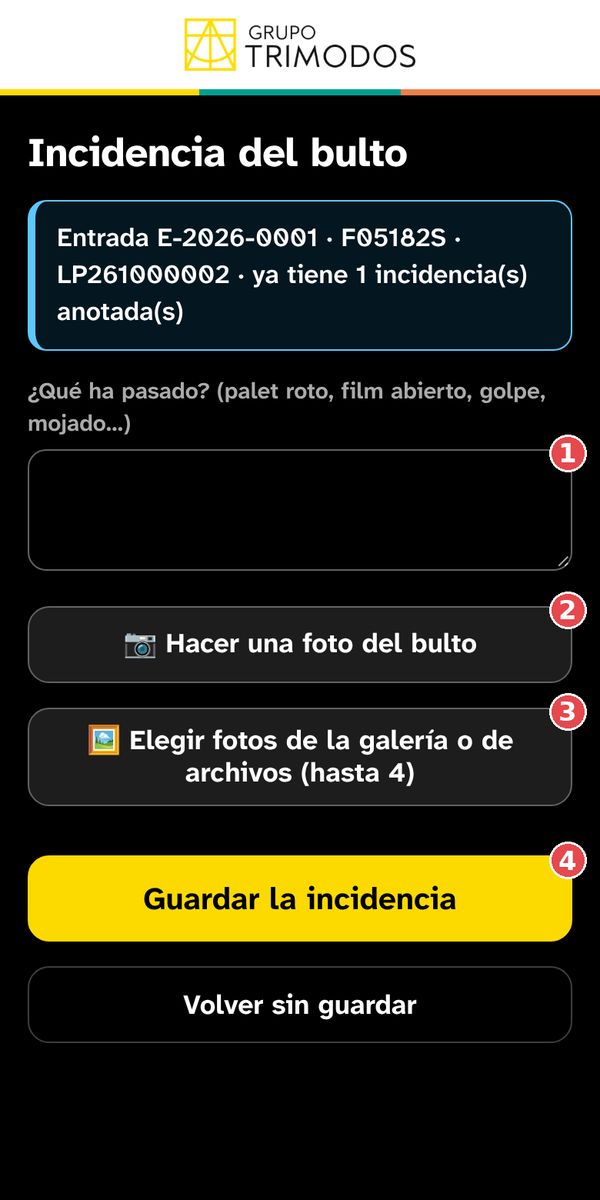 GRUPO
TRIMODOS
Incidencia del bulto
Entrada E-2026-0001 · F05182S ·
LP261000002 · ya tiene 1 incidencia(s)
anotada(s)
¿Qué ha pasado? (palet roto, film abierto, golpe,
mojado...)
1
2
Hacer una foto del bulto
3
Elegir fotos de la galería o de
archivos (hasta 4)
4
Guardar la incidencia
Volver sin guardar